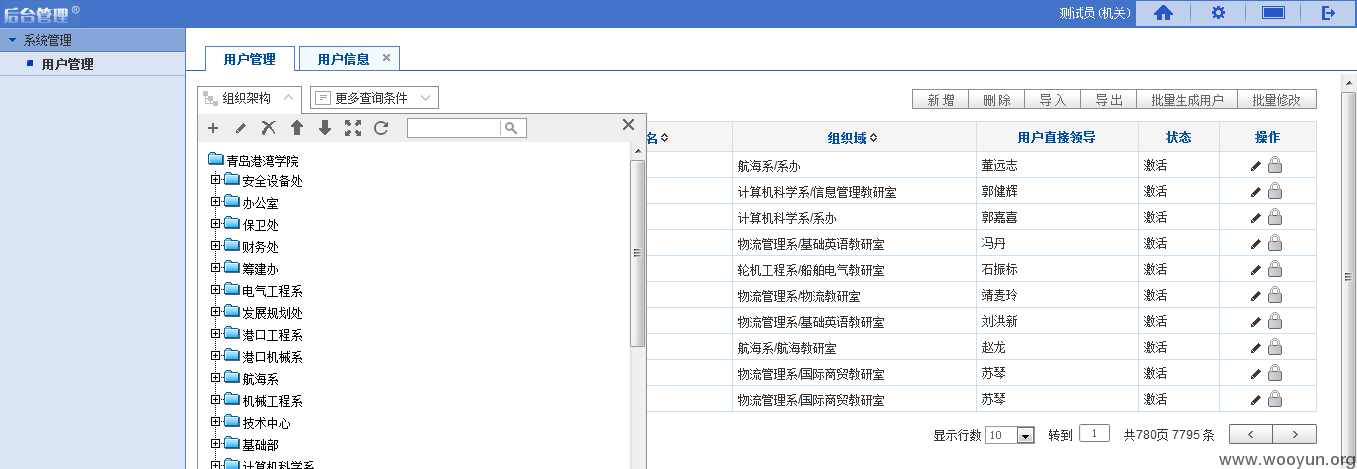 后台管理®
测试员 (机关)
系统管理
用户管理
用户管理 用户信息
组织架构 更多查询条件
新增 删除 导入 导出 批量生成用户 批量修改
名 组织域 用户直接领导 状态 操作
航海系/系办 董远志 激活
计算机科学系/信息管理教研室 郭健辉 激活
计算机科学系/系办 郭嘉喜 激活
物流管理系/基础英语教研室 冯丹 激活
轮机工程系/船舶电气教研室 石振标 激活
物流管理系/物流教研室 靖麦玲 激活
物流管理系/基础英语教研室 刘洪新 激活
航海系/航海教研室 赵龙 激活
物流管理系/国际商贸教研室 苏琴 激活
物流管理系/国际商贸教研室 苏琴 激活
青岛港湾学院
安全设备处
办公室
保卫处
财务处
筹建办
电气工程系
发展规划处
港口工程系
港口机械系
航海系
机械工程系
技术中心
基础部
计算机科学系
显示行数 10 转到 1 共780页 7795 条
www.wooyun.org